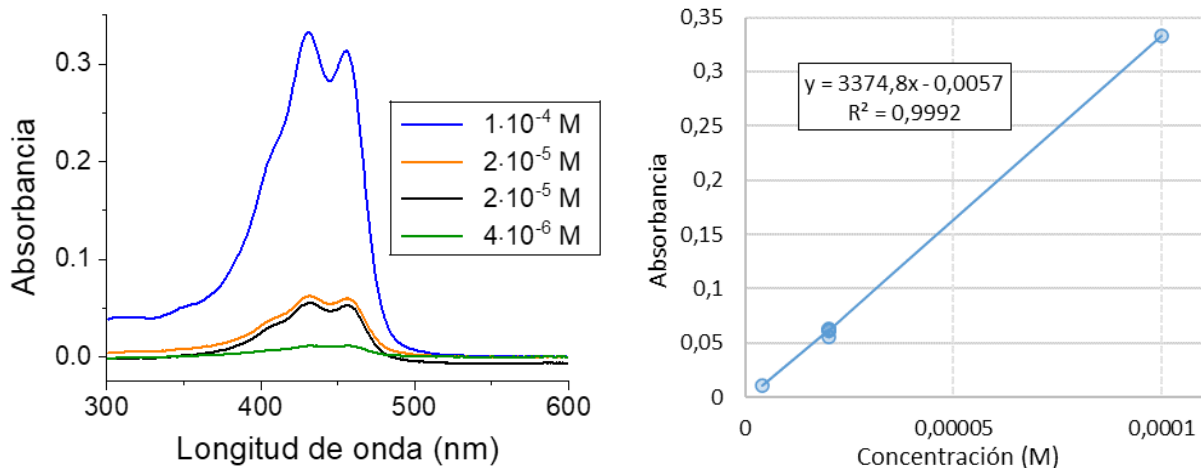 Absorbancia
0.3
0.2
0.1
0.0
300
400
500
600
Longitud de onda (nm)
1·10⁻⁴ M
2·10⁻⁵ M
2·10⁻⁵ M
4·10⁻⁶ M
Absorbancia
0,35
0,3
0,25
0,2
0,15
0,1
0,05
0
y = 3374,8x - 0,0057
R² = 0,9992
0
0,00005
0,0001
Concentración (M)